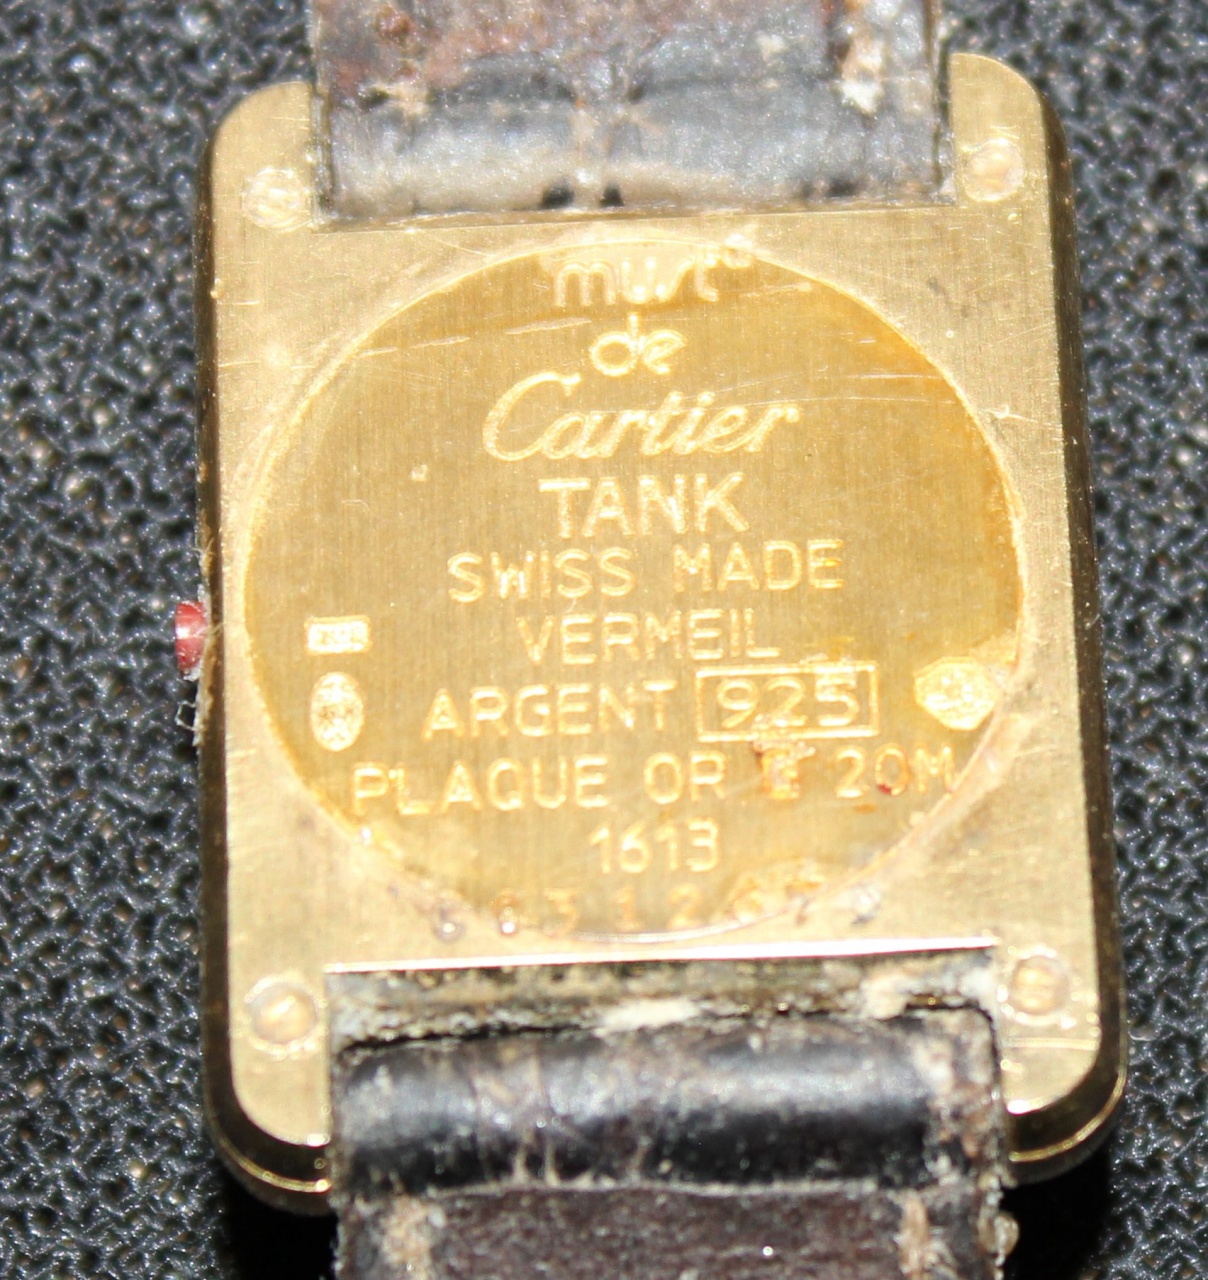 must
de
Cartier
TANK
SWISS MADE
VERMEIL
ARGENT 925
PLAQUE OR G 20M
1613